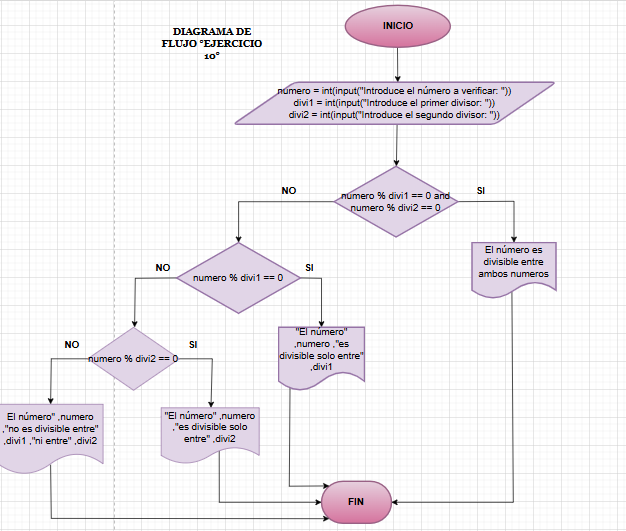 DIAGRAMA DE
FLUJO °EJERCICIO
10°
INICIO
numero = int(input("Introduce el número a verificar: "))
divi1 = int(input("Introduce el primer divisor: "))
divi2 = int(input("Introduce el segundo divisor: "))
NO
numero % divi1 == 0 and
numero % divi2 == 0
SI
El número es
divisible entre
ambos numeros
NO
numero % divi1 == 0
SI
"El número"
,numero ,"es
divisible solo entre"
,divi1
NO
numero % divi2 == 0
SI
El número" ,numero
,"no es divisible entre"
,divi1 ,"ni entre" ,divi2
"El número" ,numero
,"es divisible solo
entre" ,divi2
FIN